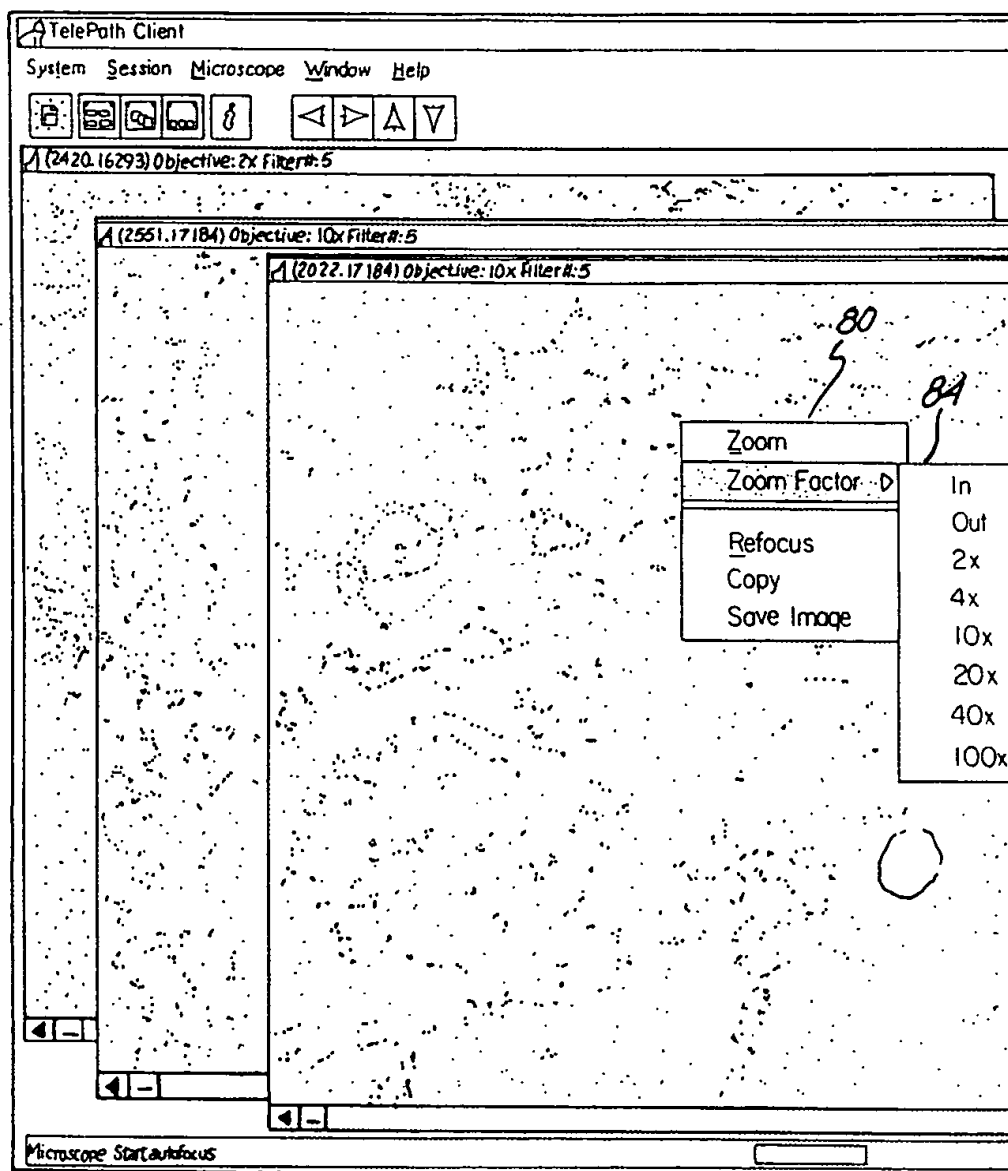 TelePath Client
System Session Microscope Window Help
(2420.16293) Objective: 2x Filter#:5
(2551.17184) Objective: 10x Filter#:5
(2022.17184) Objective: 10x Filter#:5
80
84
Zoom
Zoom Factor
Refocus
Copy
Save Image
In
Out
2x
4x
10x
20x
40x
100x
Microscope Start autofocus